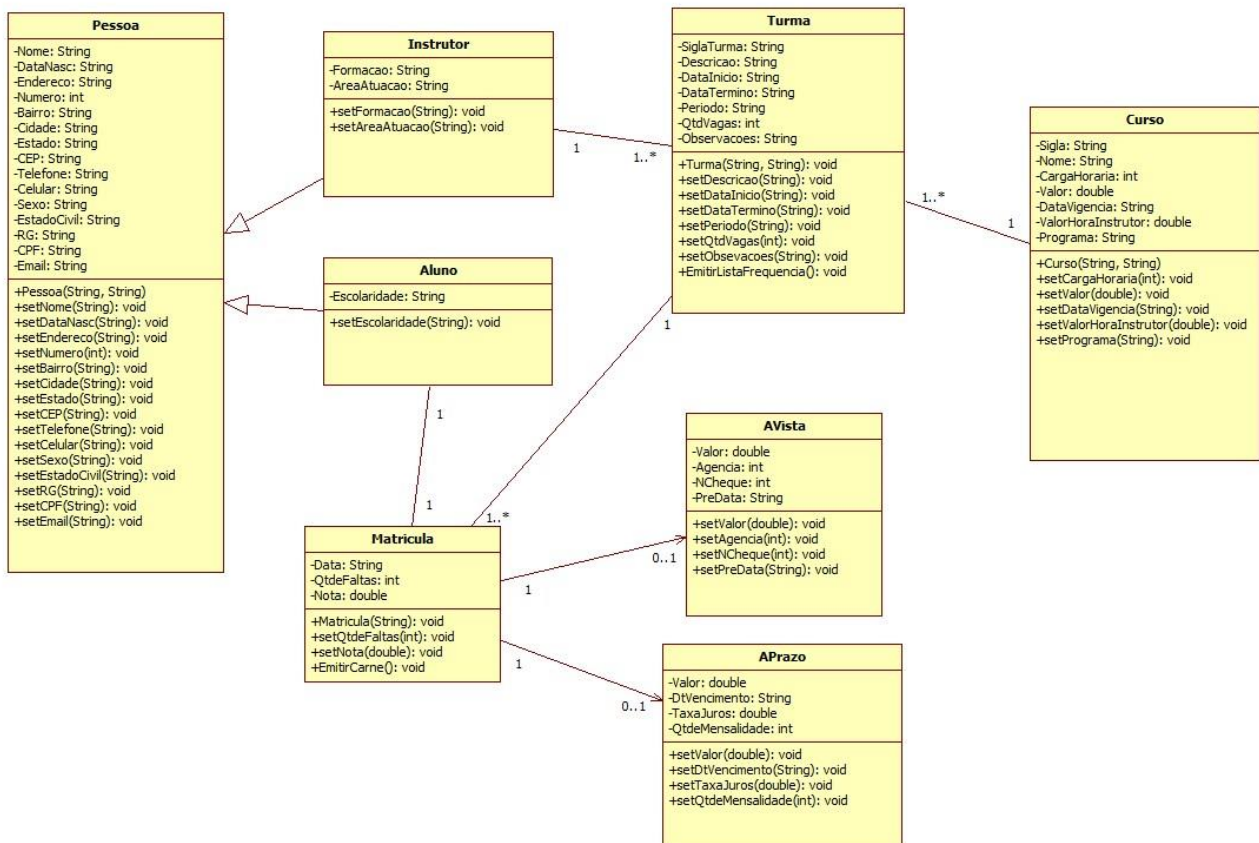 Pessoa
-Nome: String
-DataNasc: String
-Endereco: String
-Numero: int
-Bairro: String
-Cidade: String
-Estado: String
-CEP: String
-Telefone: String
-Celular: String
-Sexo: String
-EstadoCivil: String
-RG: String
-CPF: String
-Email: String
+Pessoa(String, String)
+setNome(String): void
+setDataNasc(String): void
+setEndereco(String): void
+setNumero(int): void
+setBairro(String): void
+setCidade(String): void
+setEstado(String): void
+setCEP(String): void
+setTelefone(String): void
+setCelular(String): void
+setSexo(String): void
+setEstadoCivil(String): void
+setRG(String): void
+setCPF(String): void
+setEmail(String): void
Instrutor
-Formacao: String
-AreaAtuacao: String
+setFormacao(String): void
+setAreaAtuacao(String): void
1
1..*
Aluno
-Escolaridade: String
+setEscolaridade(String): void
1
1
Turma
-SiglaTurma: String
-Descricao: String
-DataInicio: String
-DataTermino: String
-Periodo: String
-QtdVagas: int
-Observacoes: String
+Turma(String, String): void
+setDescricao(String): void
+setDataInicio(String): void
+setDataTermino(String): void
+setPeriodo(String): void
+setQtdVagas(int): void
+setObsevacoes(String): void
+EmitirListaFrequencia(): void
1..*
1
1
1..*
Curso
-Sigla: String
-Nome: String
-CargaHoraria: int
-Valor: double
-DataVigencia: String
-ValorHoraInstrutor: double
-Programa: String
+Curso(String, String)
+setCargaHoraria(int): void
+setValor(double): void
+setDataVigencia(String): void
+setValorHoraInstrutor(double): void
+setPrograma(String): void
Matricula
-Data: String
-QtdeFaltas: int
-Nota: double
+Matricula(String): void
+setQtdeFaltas(int): void
+setNota(double): void
+EmitirCarne(): void
1
0..1
1
0..1
AVista
-Valor: double
-Agencia: int
-NCheque: int
-PreData: String
+setValor(double): void
+setAgencia(int): void
+setNCheque(int): void
+setPreData(String): void
APrazo
-Valor: double
-DtVencimento: String
-TaxaJuros: double
-QtdeMensalidade: int
+setValor(double): void
+setDtVencimento(String): void
+setTaxaJuros(double): void
+setQtdeMensalidade(int): void